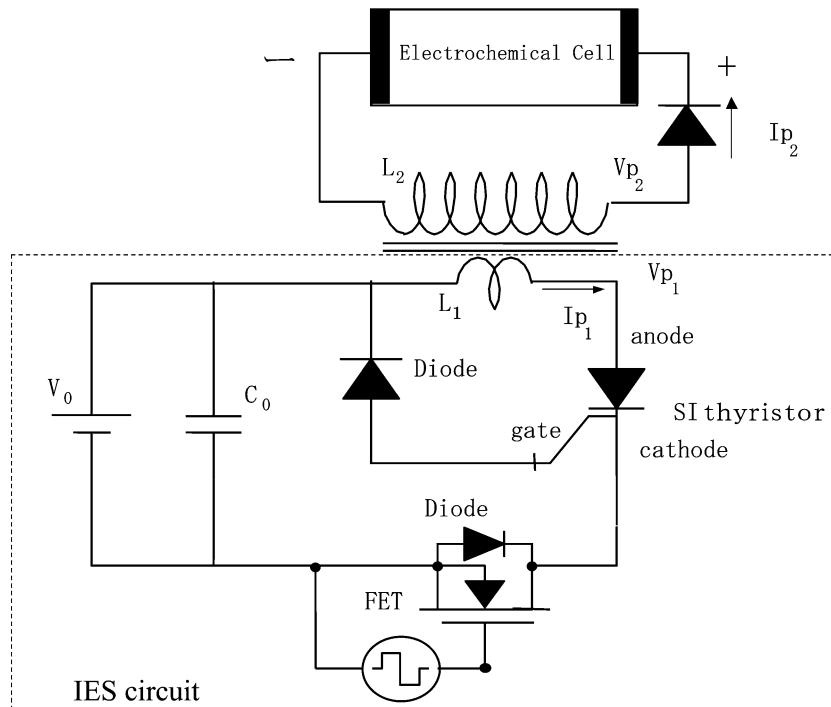 Electrochemical Cell
− +
Ip2
L2 Vp2
Vp1
L1 Ip1
anode
Diode
V0 C0
SI thyristor
gate
cathode
Diode
FET
IES circuit